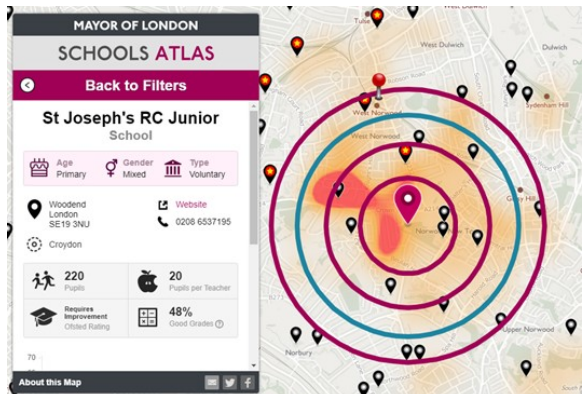 MAYOR OF LONDON
SCHOOLS ATLAS
Back to Filters
St Joseph's RC Junior
School
Age
Primary
Gender
Mixed
Type
Voluntary
Woodend
London
SE19 3NU
Website
0208 6537195
Croydon
220
Pupils
20
Pupils per Teacher
Requires
Improvement
Ofsted Rating
48%
Good Grades
70
About this Map
West Dulwich
Dulwich
Sydenham Hill
West Norwood
West Norwood
Upper Norwood
Norbury